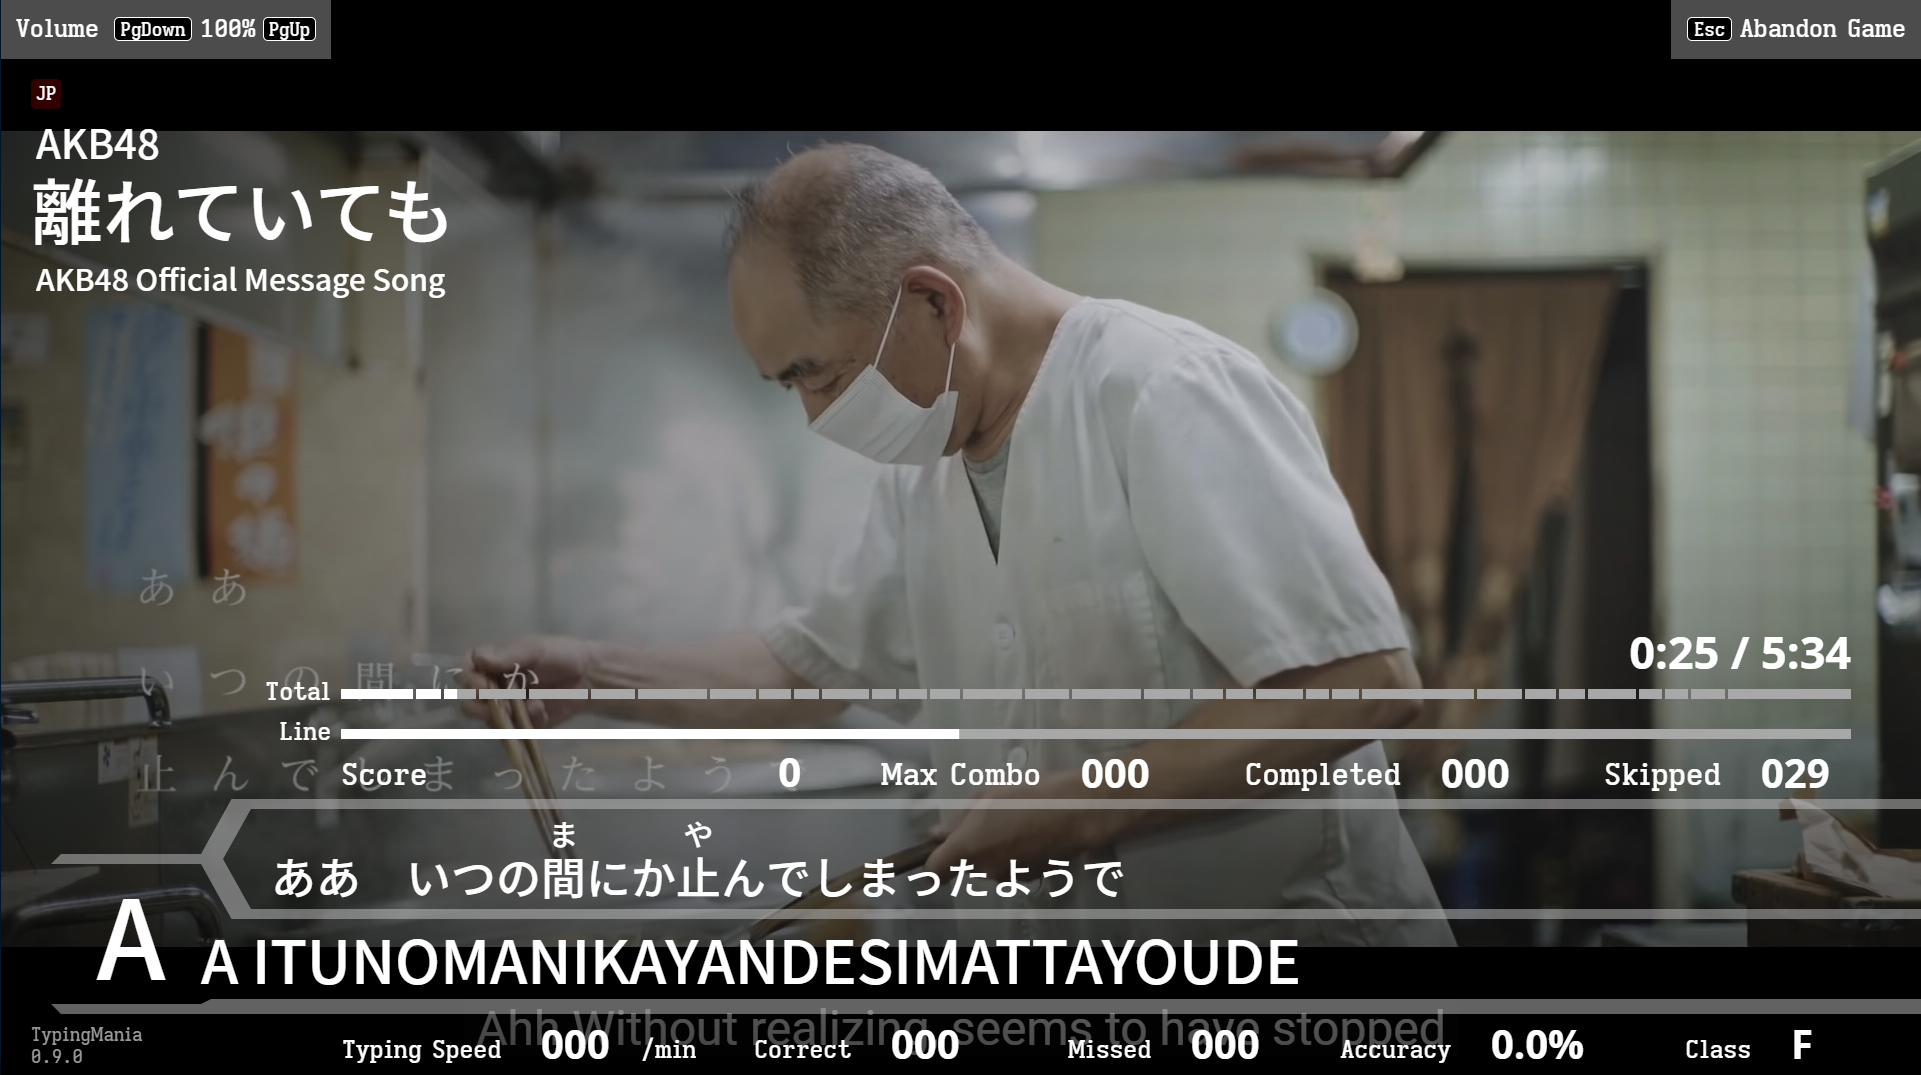 Volume PgDown 100% PgUp
Esc Abandon Game
JP
AKB48
離れていても
AKB48 Official Message Song
ああ
いつの間にか
止んでしまったようで
0:25 / 5:34
Total
Line
Score 0 Max Combo 000 Completed 000 Skipped 029
ま や
ああ いつの間にか止んでしまったようで
A A ITUNOMANIKAYANDESIMATTAYOUDE
Ahh Without realizing, seems to have stopped
TypingMania
0.9.0
Typing Speed 000 /min Correct 000 Missed 000 Accuracy 0.0% Class F